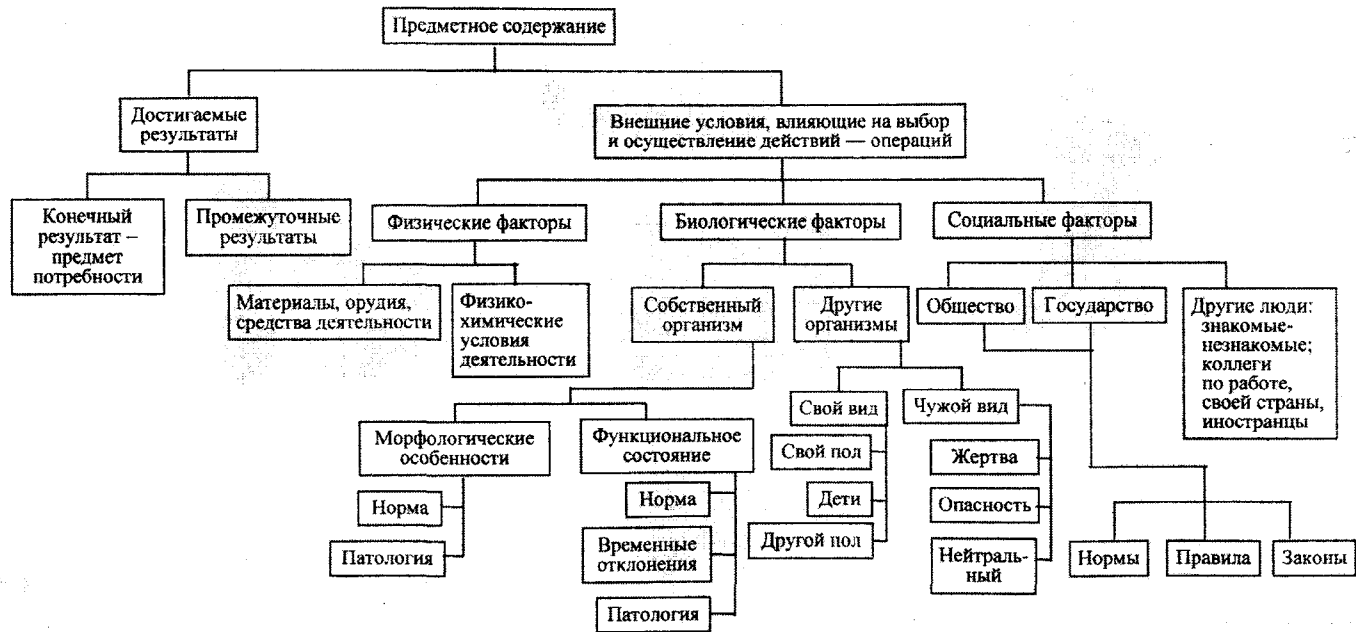 Предметное содержание
Достигаемые
результаты
Внешние условия, влияющие на выбор
и осуществление действий — операций
Конечный
результат –
предмет
потребности
Промежуточные
результаты
Физические факторы
Биологические факторы
Социальные факторы
Материалы, орудия,
средства деятельности
Физико-
химические
условия
деятельности
Собственный
организм
Другие
организмы
Общество
Государство
Другие люди:
знакомые-
незнакомые;
коллеги
по работе,
своей страны,
иностранцы
Морфологические
особенности
Функциональное
состояние
Свой вид
Чужой вид
Норма
Патология
Норма
Временные
отклонения
Патология
Свой пол
Дети
Другой пол
Жертва
Опасность
Нейтраль-
ный
Нормы
Правила
Законы